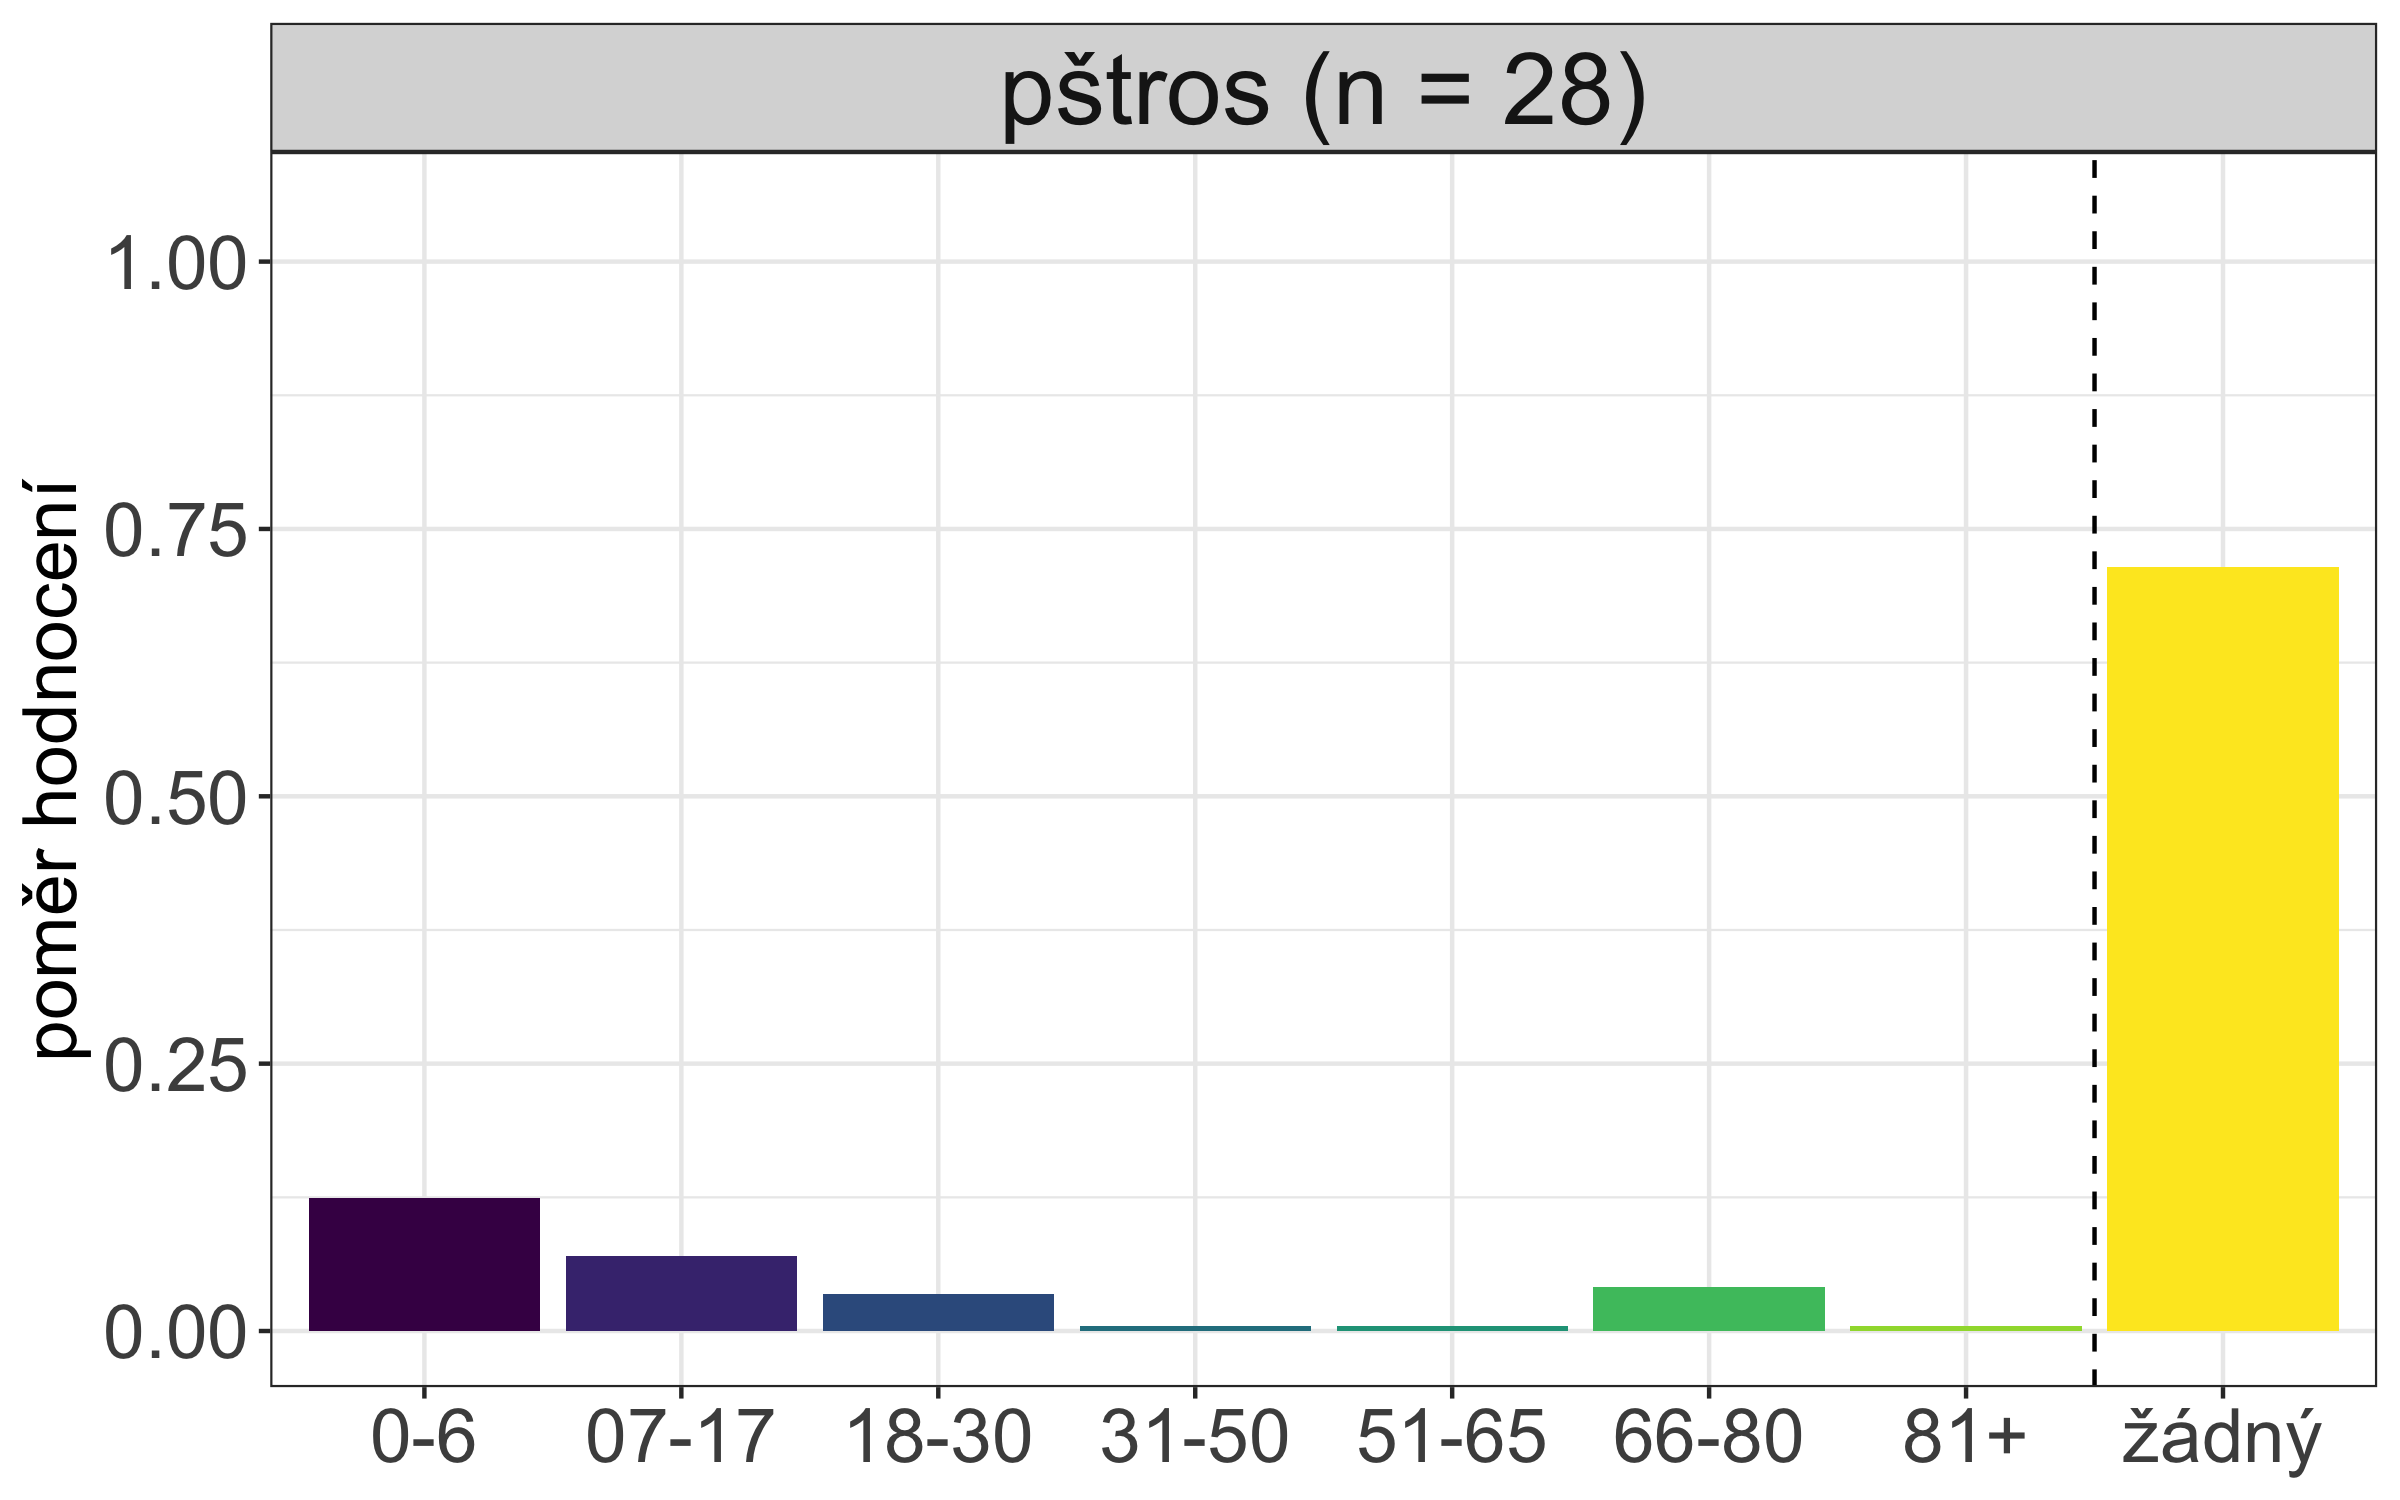 pštros (n = 28)
poměr hodnocení
1.00
0.75
0.50
0.25
0.00
0-6 07-17 18-30 31-50 51-65 66-80 81+ žádný